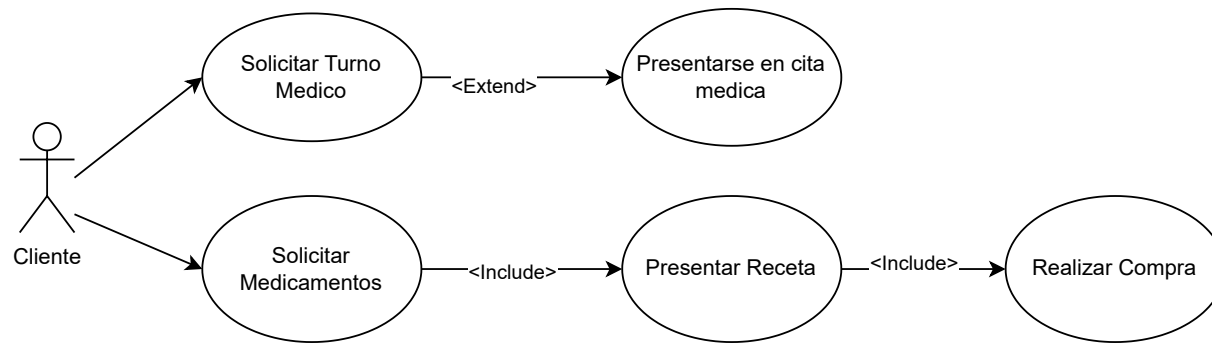 Solicitar Turno
Medico
<Extend>
Presentarse en cita
medica
Cliente
Solicitar
Medicamentos
<Include>
Presentar Receta
<Include>
Realizar Compra